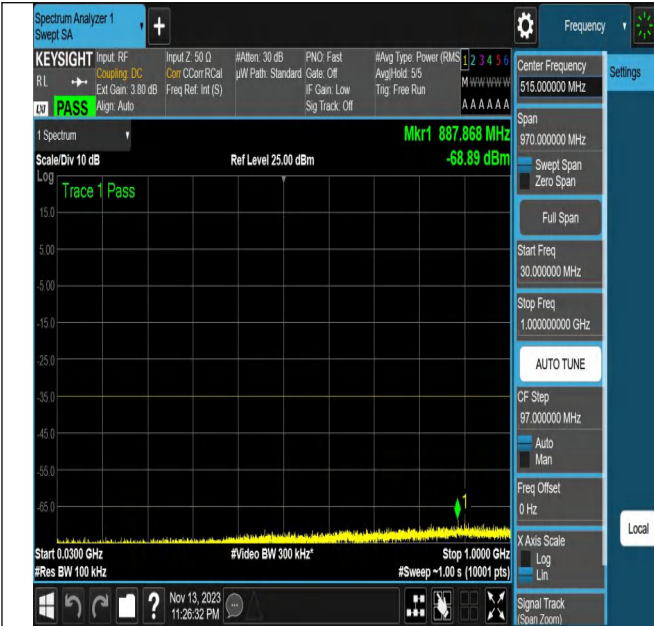 Spectrum Analyzer 1
Swept SA
Frequency
KEYSIGHT
RL
LXI
PASS
Input: RF
Coupling: DC
Ext Gain: 3.80 dB
Align: Auto
Input Z: 50 Ω
Corr CCorr RCal
Freq Ref: Int (S)
#Atten: 30 dB
µW Path: Standard
PNO: Fast
Gate: Off
IF Gain: Low
Sig Track: Off
#Avg Type: Power (RMS
Avg|Hold: 5/5
Trig: Free Run
1 2 3 4 5 6
M W W W W W
A A A A A A
1 Spectrum
Scale/Div 10 dB
Ref Level 25.00 dBm
Mkr1 887.868 MHz
-68.89 dBm
Log
Trace 1 Pass
15.0
5.00
-5.00
-15.0
-25.0
-35.0
-45.0
-55.0
-65.0
1
Start 0.0300 GHz
#Video BW 300 kHz*
Stop 1.0000 GHz
#Res BW 100 kHz
#Sweep ~1.00 s (10001 pts)
Nov 13, 2023
11:26:32 PM
Center Frequency
515.000000 MHz
Settings
Span
970.000000 MHz
Swept Span
Zero Span
Full Span
Start Freq
30.000000 MHz
Stop Freq
1.000000000 GHz
AUTO TUNE
CF Step
97.000000 MHz
Auto
Man
Freq Offset
0 Hz
X Axis Scale
Log
Lin
Local
Signal Track
(Span Zoom)